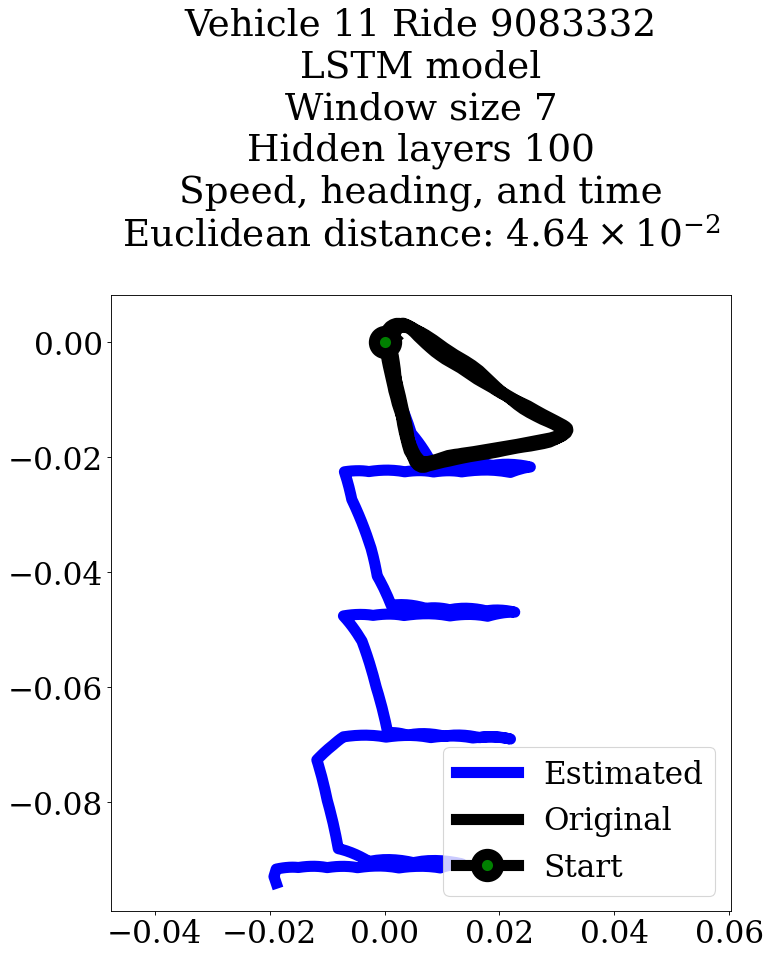 Vehicle 11 Ride 9083332
LSTM model
Window size 7
Hidden layers 100
Speed, heading, and time
Euclidean distance: 4.64 × 10⁻²
0.00
−0.02
−0.04
−0.06
−0.08
Estimated
Original
Start
−0.04 −0.02 0.00 0.02 0.04 0.06